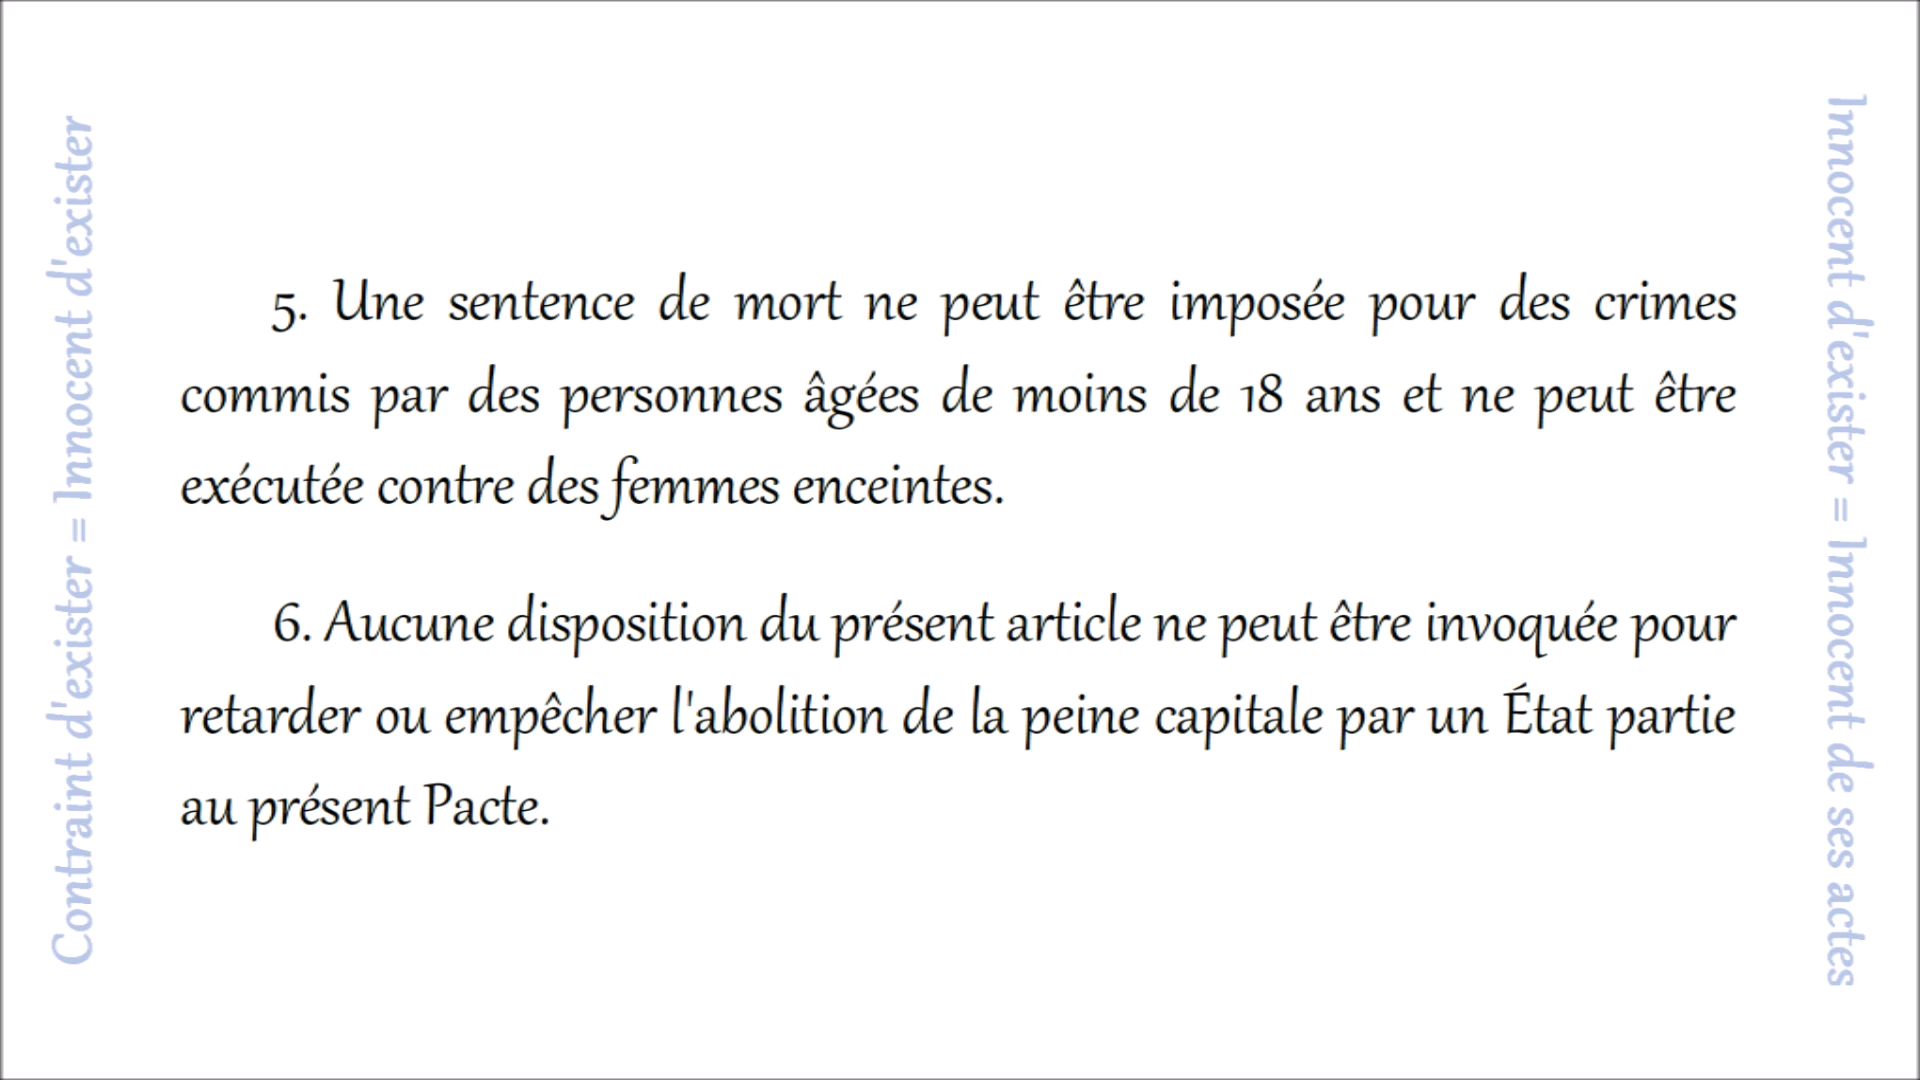 Contraint d'exister = Innocent d'exister
5. Une sentence de mort ne peut être imposée pour des crimes
commis par des personnes âgées de moins de 18 ans et ne peut être
exécutée contre des femmes enceintes.
6. Aucune disposition du présent article ne peut être invoquée pour
retarder ou empêcher l'abolition de la peine capitale par un État partie
au présent Pacte.
Innocent d'exister = Innocent de ses actes